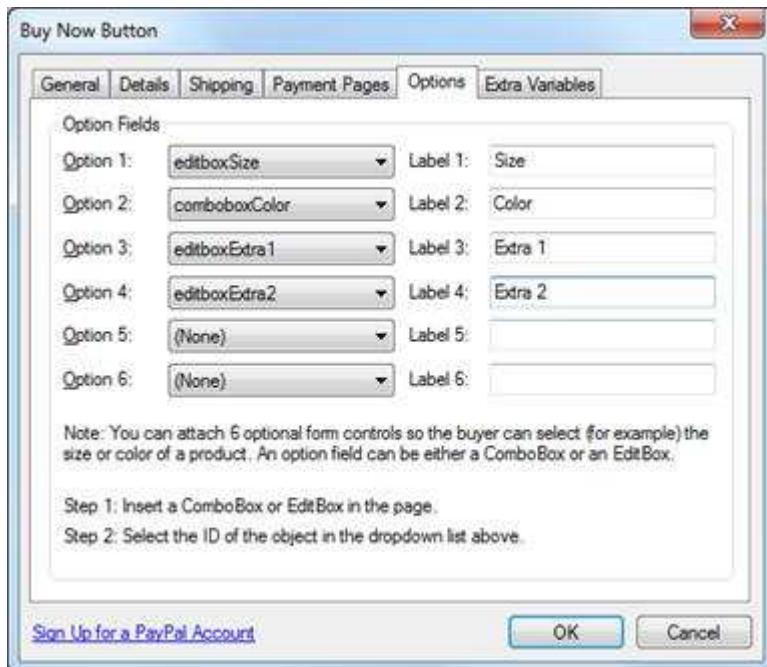 Buy Now Button
General Details Shipping Payment Pages Options Extra Variables
Option Fields
Option 1: editboxSize Label 1: Size
Option 2: comboboxColor Label 2: Color
Option 3: editboxExtra1 Label 3: Extra 1
Option 4: editboxExtra2 Label 4: Extra 2
Option 5: (None) Label 5:
Option 6: (None) Label 6:
Note: You can attach 6 optional form controls so the buyer can select (for example) the
size or color of a product. An option field can be either a ComboBox or an EditBox.
Step 1: Insert a ComboBox or EditBox in the page.
Step 2: Select the ID of the object in the dropdown list above.
Sign Up for a PayPal Account OK Cancel